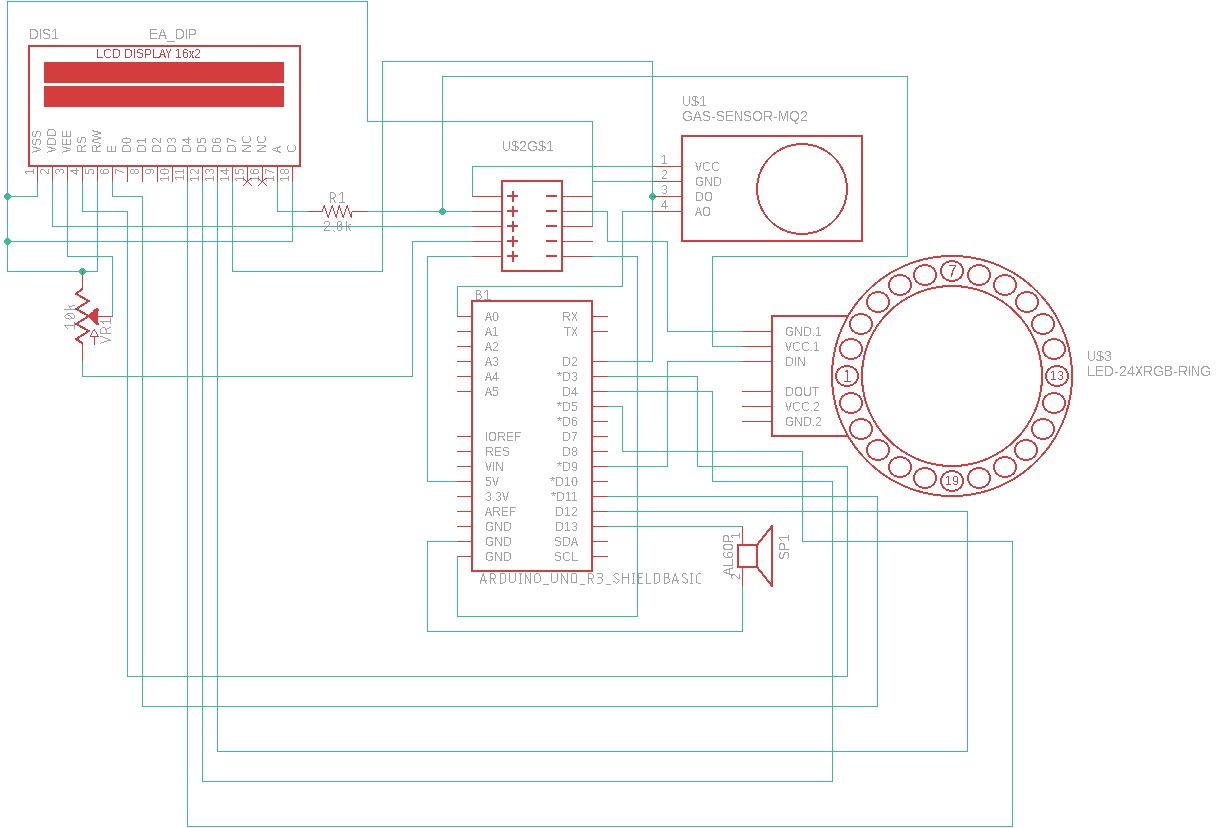 DIS1 EA_DIP
LCD DISPLAY 16x2
VSS
VDD
VEE
RS
R/W
E
D0
D1
D2
D3
D4
D5
D6
D7
NC
NC
A
C
1 2 3 4 5 6 7 8 9 10 11 12 13 14 15 16 17 18
R1
2.0k
10k
VR1
U$2G$1
+ −
+ −
+ −
+ −
+ −
U$1
GAS-SENSOR-MQ2
1 VCC
2 GND
3 DO
4 AO
B1
A0 RX
A1 TX
A2
A3 D2
A4 *D3
A5 D4
*D5
*D6
IOREF D7
RES D8
VIN *D9
5V *D10
3.3V *D11
AREF D12
GND D13
GND SDA
GND SCL
ARDUINO_UNO_R3_SHIELDBASIC
GND.1
VCC.1
DIN
DOUT
VCC.2
GND.2
7
1
13
19
U$3
LED-24XRGB-RING
AL60P
1
2
SP1